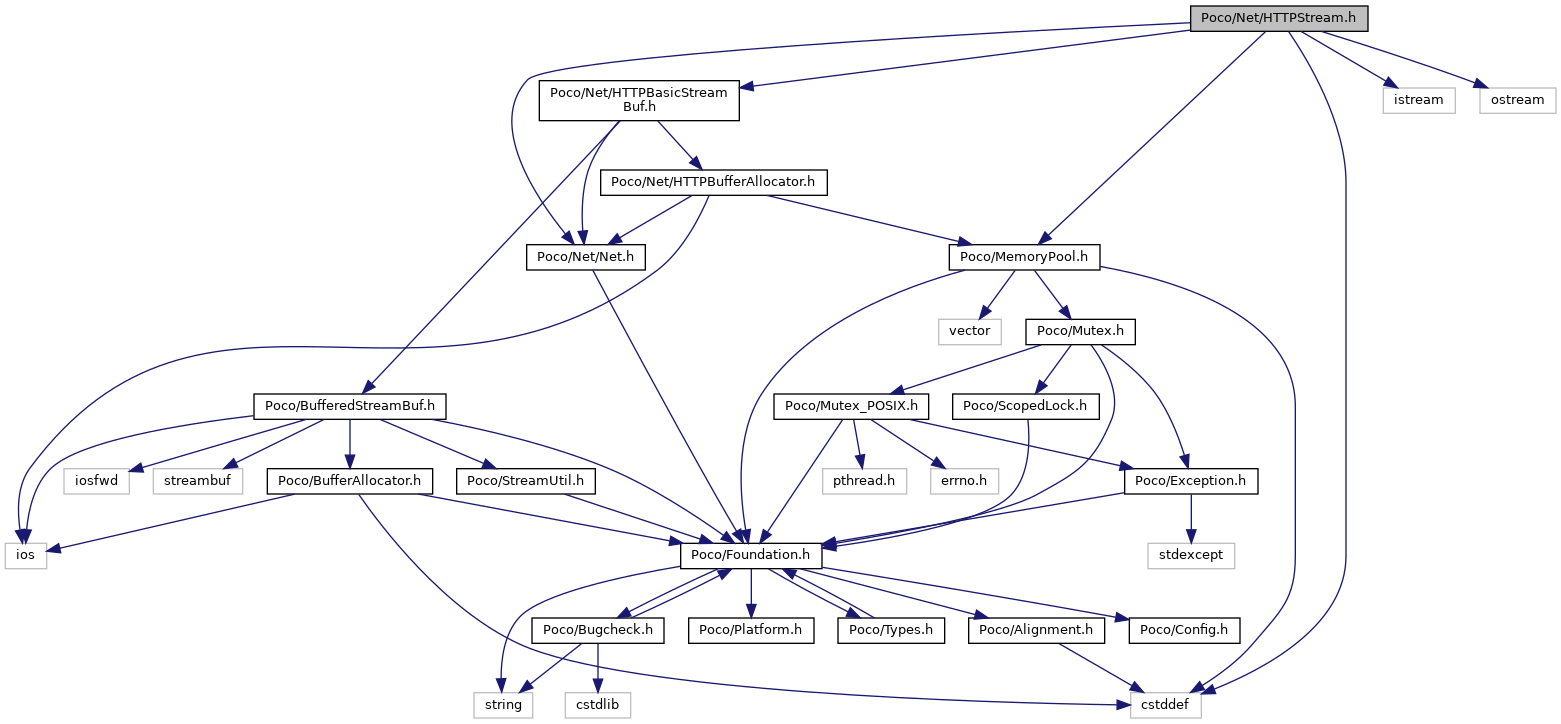 Poco/Net/HTTPStream.h
Poco/Net/HTTPBasicStream
Buf.h
istream
ostream
Poco/Net/HTTPBufferAllocator.h
Poco/Net/Net.h
Poco/MemoryPool.h
vector
Poco/Mutex.h
Poco/BufferedStreamBuf.h
Poco/Mutex_POSIX.h
Poco/ScopedLock.h
iosfwd
streambuf
Poco/BufferAllocator.h
Poco/StreamUtil.h
pthread.h
errno.h
Poco/Exception.h
ios
Poco/Foundation.h
stdexcept
Poco/Bugcheck.h
Poco/Platform.h
Poco/Types.h
Poco/Alignment.h
Poco/Config.h
string
cstdlib
cstddef